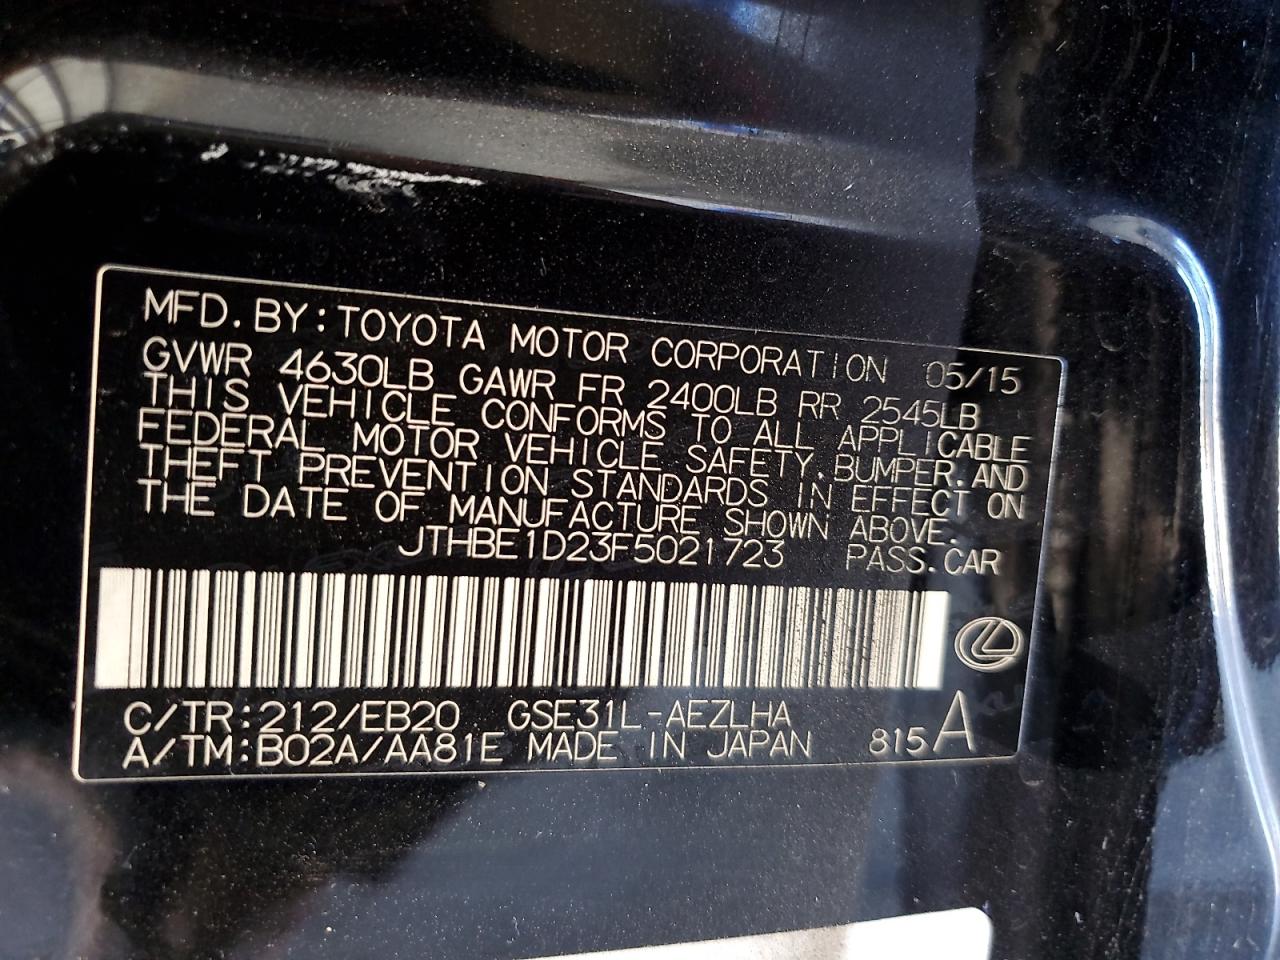 MFD. BY: TOYOTA MOTOR CORPORATION 05/15
GVWR 4630LB GAWR FR 2400LB RR 2545LB
THIS VEHICLE CONFORMS TO ALL APPLICABLE
FEDERAL MOTOR VEHICLE SAFETY, BUMPER, AND
THEFT PREVENTION STANDARDS IN EFFECT ON
THE DATE OF MANUFACTURE SHOWN ABOVE.
JTHBE1D23F5021723 PASS. CAR
C/TR: 212/EB20 GSE31L-AEZLHA
A/TM: B02A/AA81E MADE IN JAPAN 815 A